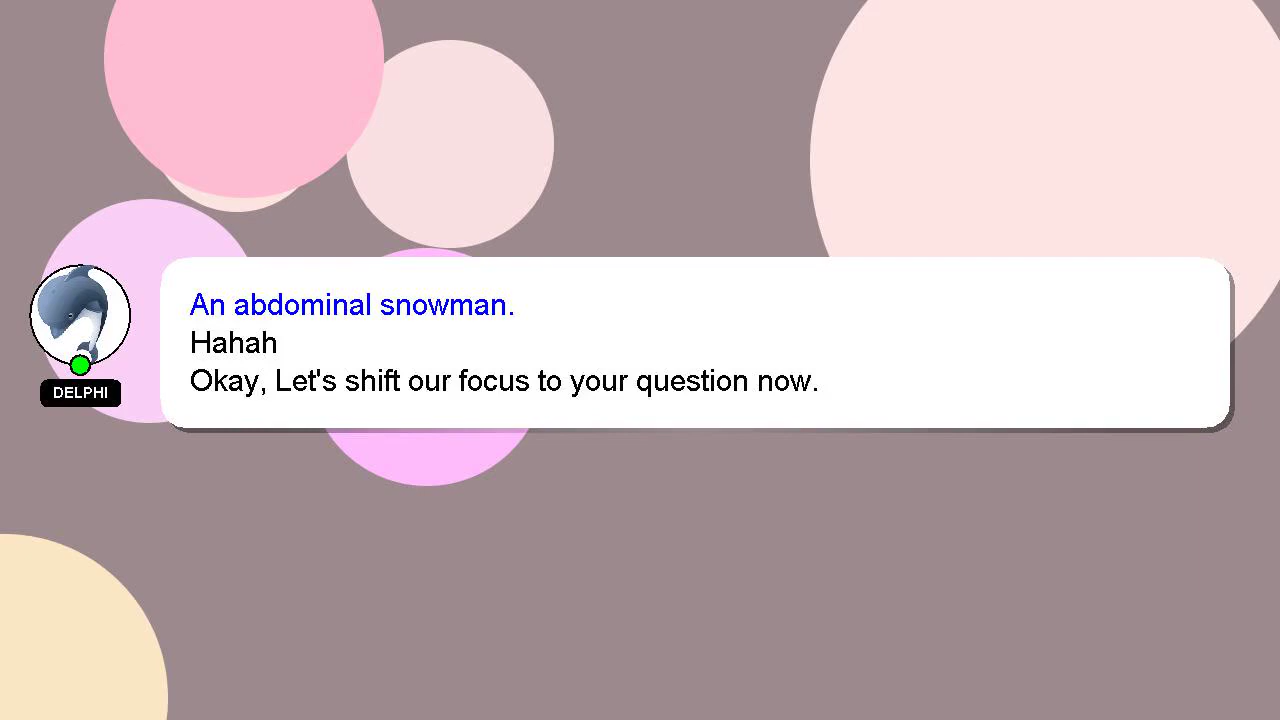 An abdominal snowman.
Hahah
Okay, Let's shift our focus to your question now.
DELPHI